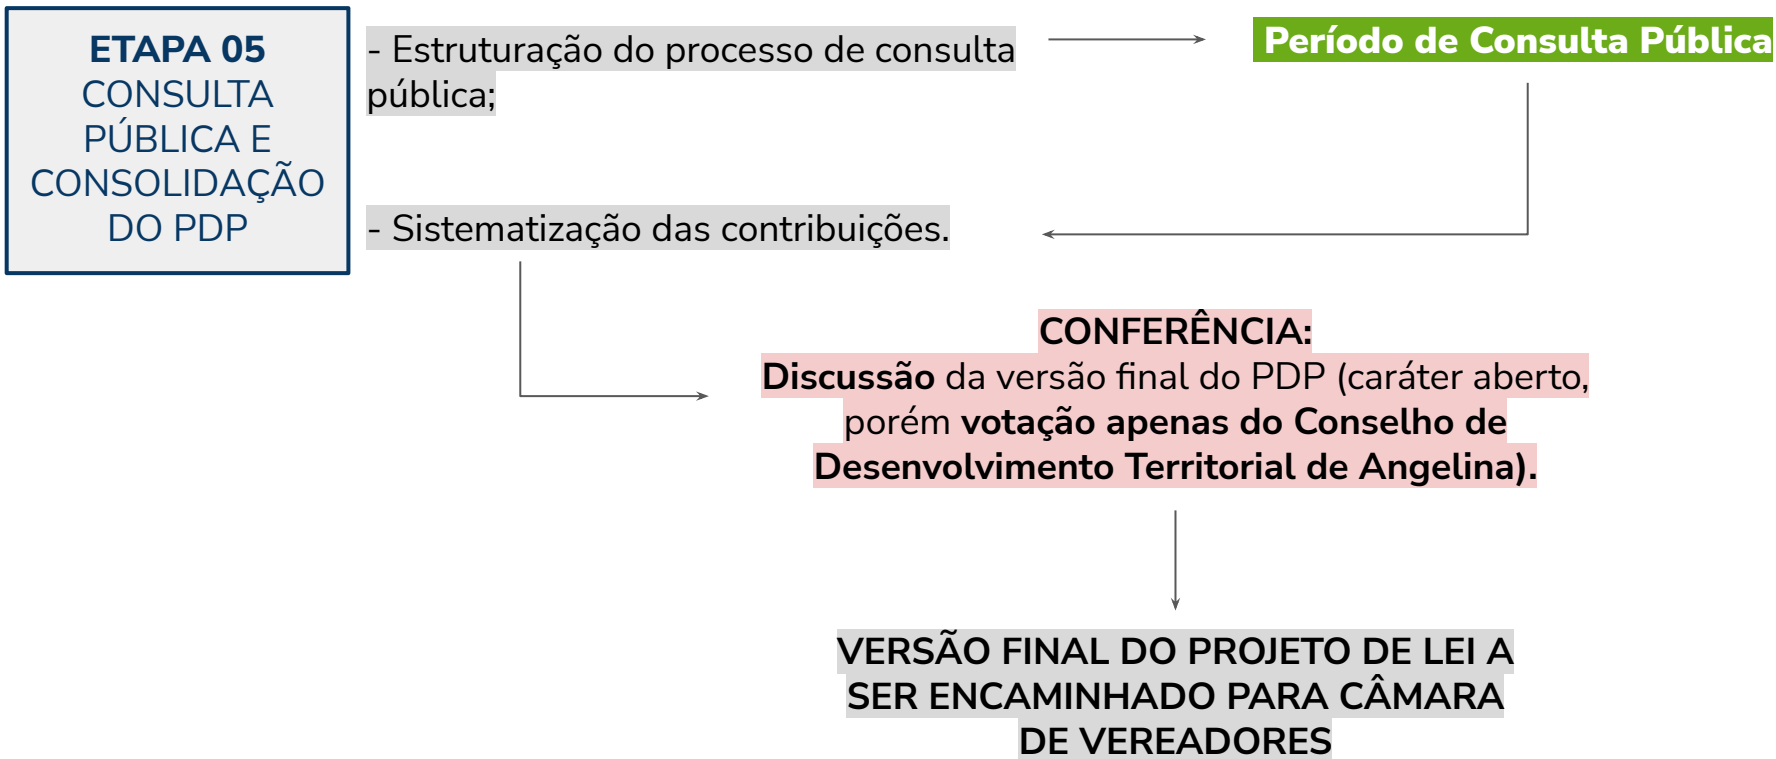 ETAPA 05
CONSULTA
PÚBLICA E
CONSOLIDAÇÃO
DO PDP
- Estruturação do processo de consulta
pública;
Período de Consulta Pública
- Sistematização das contribuições.
CONFERÊNCIA:
Discussão da versão final do PDP (caráter aberto,
porém votação apenas do Conselho de
Desenvolvimento Territorial de Angelina).
VERSÃO FINAL DO PROJETO DE LEI A
SER ENCAMINHADO PARA CÂMARA
DE VEREADORES